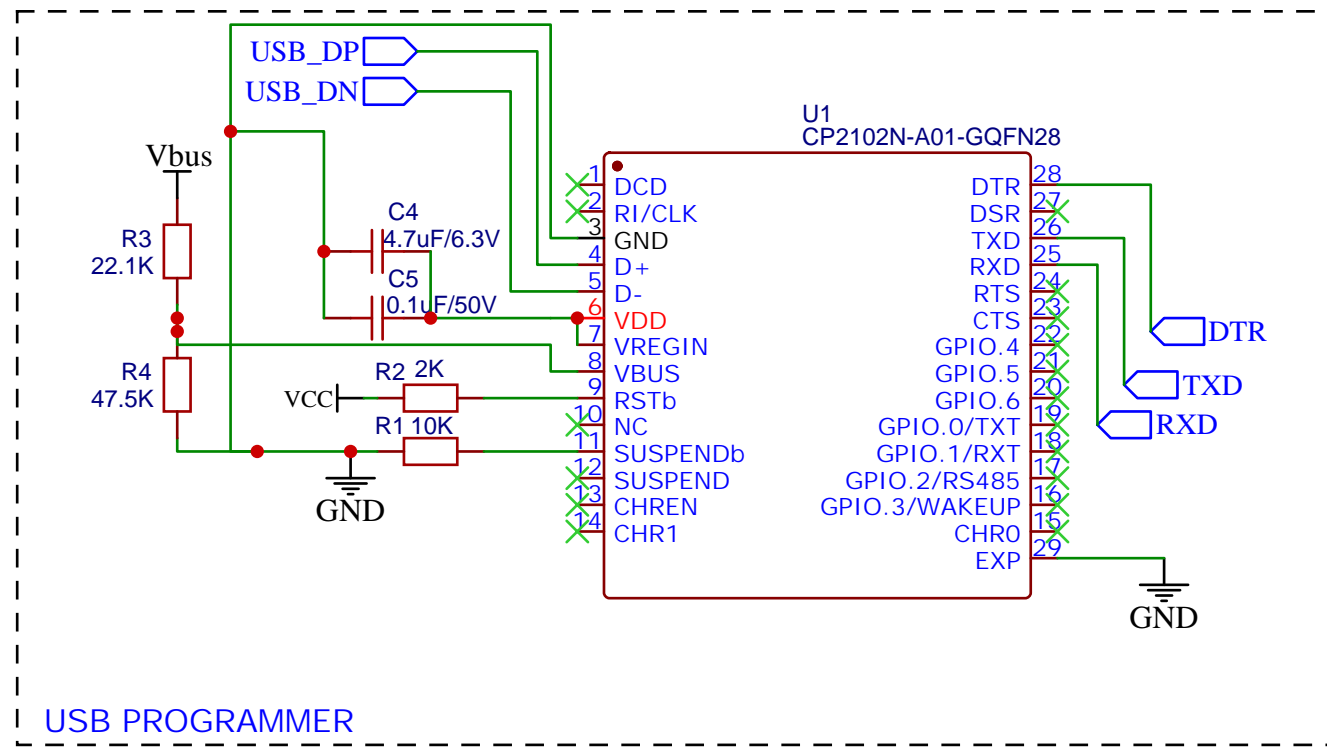 USB_DP
USB_DN
Vbus
R3
22.1K
R4
47.5K
C4
4.7uF/6.3V
C5
0.1uF/50V
VCC
R2 2K
R1 10K
GND
U1
CP2102N-A01-GQFN28
1 DCD
2 RI/CLK
3 GND
4 D+
5 D-
6 VDD
7 VREGIN
8 VBUS
9 RSTb
10 NC
11 SUSPENDb
12 SUSPEND
13 CHREN
14 CHR1
DTR 28
DSR 27
TXD 26
RXD 25
RTS 24
CTS 23
GPIO.4 22
GPIO.5 21
GPIO.6 20
GPIO.0/TXT 19
GPIO.1/RXT 18
GPIO.2/RS485 17
GPIO.3/WAKEUP 16
CHR0 15
EXP 29
DTR
TXD
RXD
GND
USB PROGRAMMER